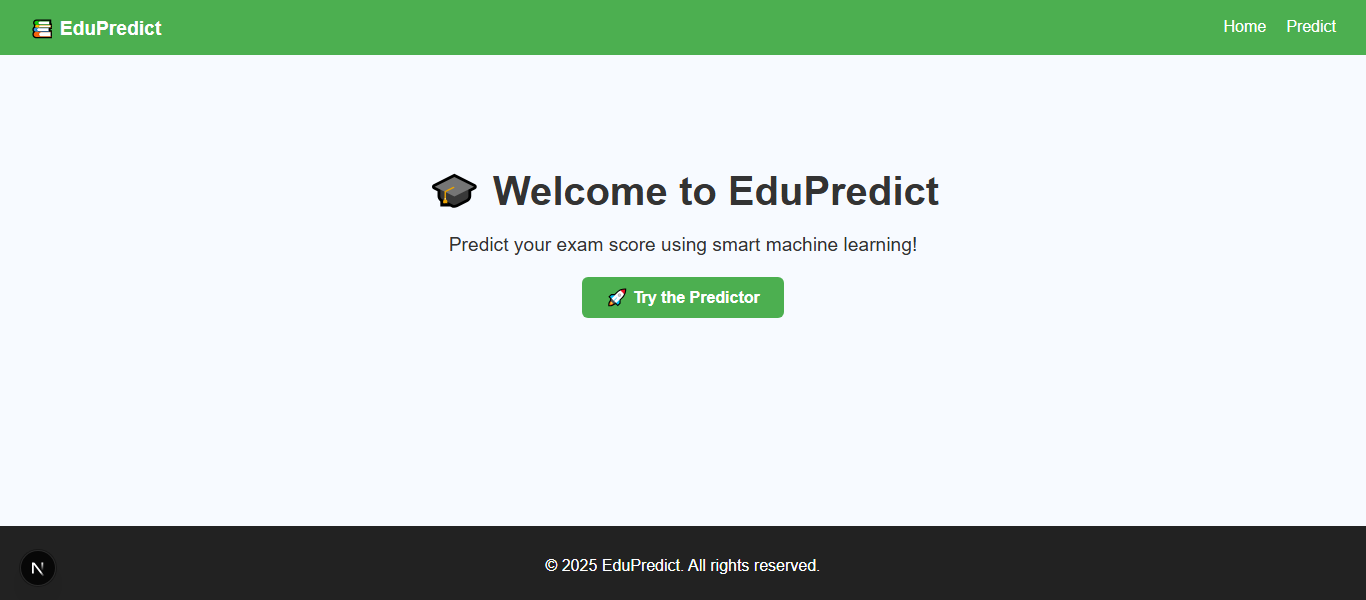 📚 EduPredict
Home Predict
🎓 Welcome to EduPredict
Predict your exam score using smart machine learning!
🚀 Try the Predictor
© 2025 EduPredict. All rights reserved.
N